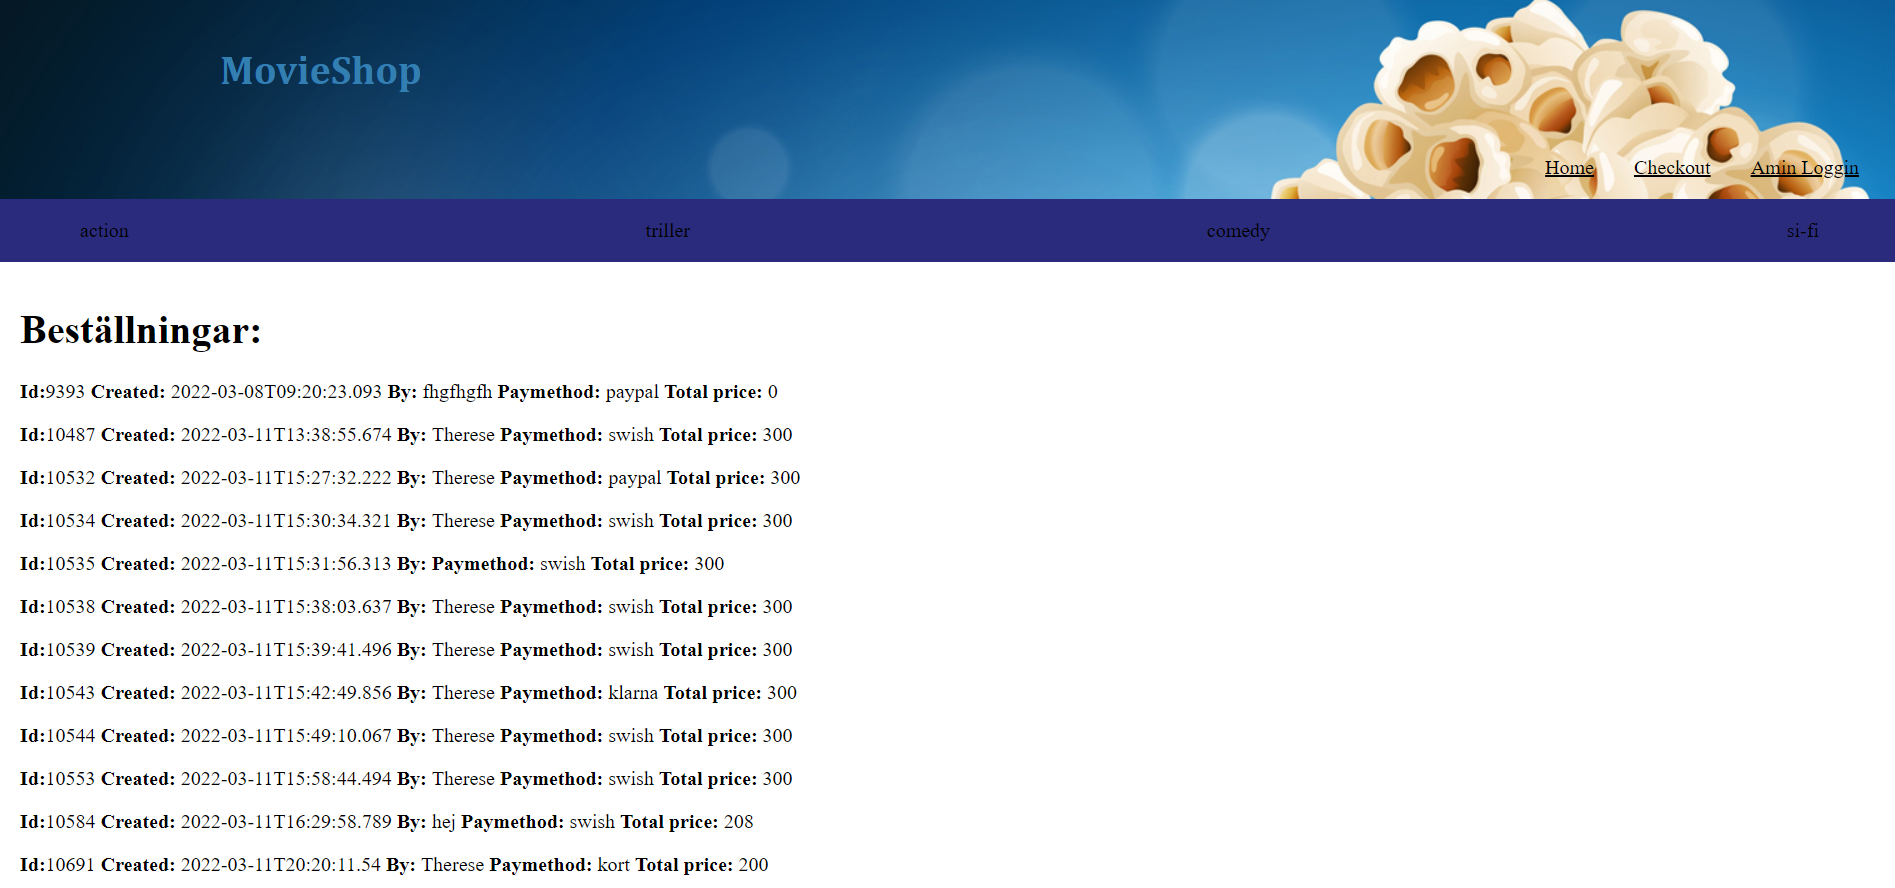 MovieShop
Home Checkout Amin Loggin
action triller comedy si-fi
Beställningar:
Id:9393 Created: 2022-03-08T09:20:23.093 By: fhgfhgfh Paymethod: paypal Total price: 0
Id:10487 Created: 2022-03-11T13:38:55.674 By: Therese Paymethod: swish Total price: 300
Id:10532 Created: 2022-03-11T15:27:32.222 By: Therese Paymethod: paypal Total price: 300
Id:10534 Created: 2022-03-11T15:30:34.321 By: Therese Paymethod: swish Total price: 300
Id:10535 Created: 2022-03-11T15:31:56.313 By: Paymethod: swish Total price: 300
Id:10538 Created: 2022-03-11T15:38:03.637 By: Therese Paymethod: swish Total price: 300
Id:10539 Created: 2022-03-11T15:39:41.496 By: Therese Paymethod: swish Total price: 300
Id:10543 Created: 2022-03-11T15:42:49.856 By: Therese Paymethod: klarna Total price: 300
Id:10544 Created: 2022-03-11T15:49:10.067 By: Therese Paymethod: swish Total price: 300
Id:10553 Created: 2022-03-11T15:58:44.494 By: Therese Paymethod: swish Total price: 300
Id:10584 Created: 2022-03-11T16:29:58.789 By: hej Paymethod: swish Total price: 208
Id:10691 Created: 2022-03-11T20:20:11.54 By: Therese Paymethod: kort Total price: 200